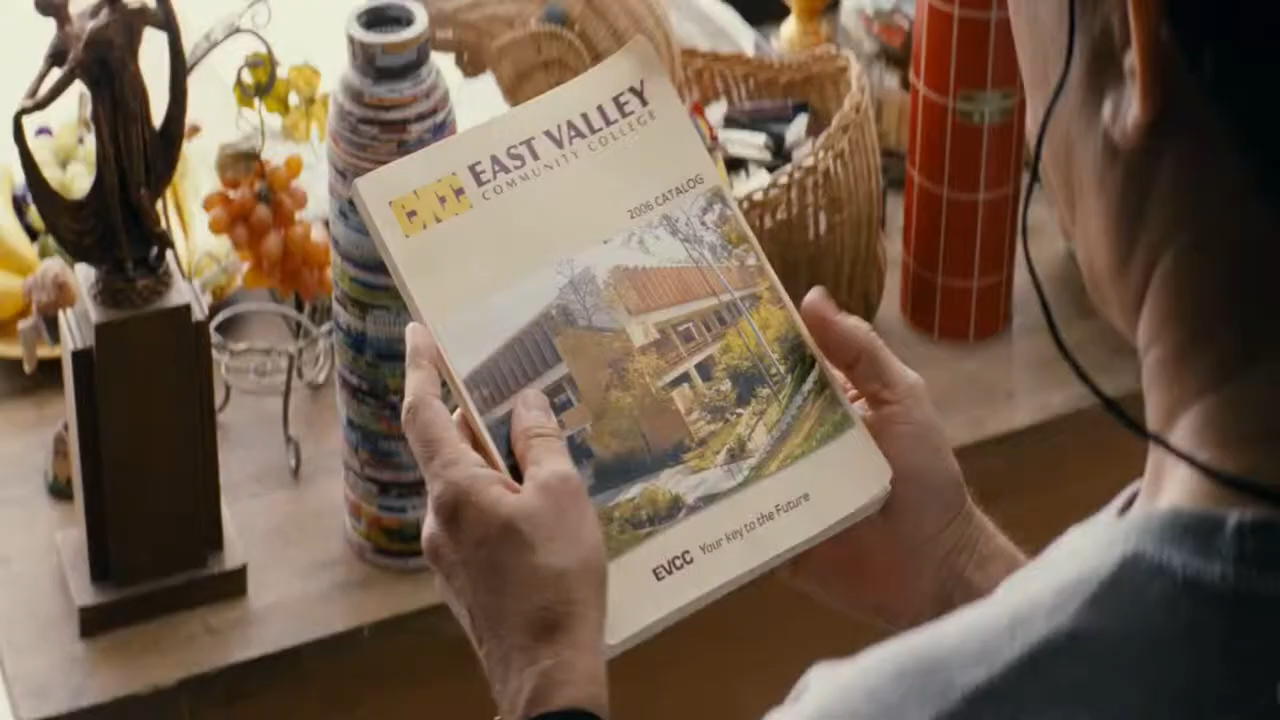 EVCC
EAST VALLEY
COMMUNITY COLLEGE
2006 CATALOG
EVCC Your Key to the Future